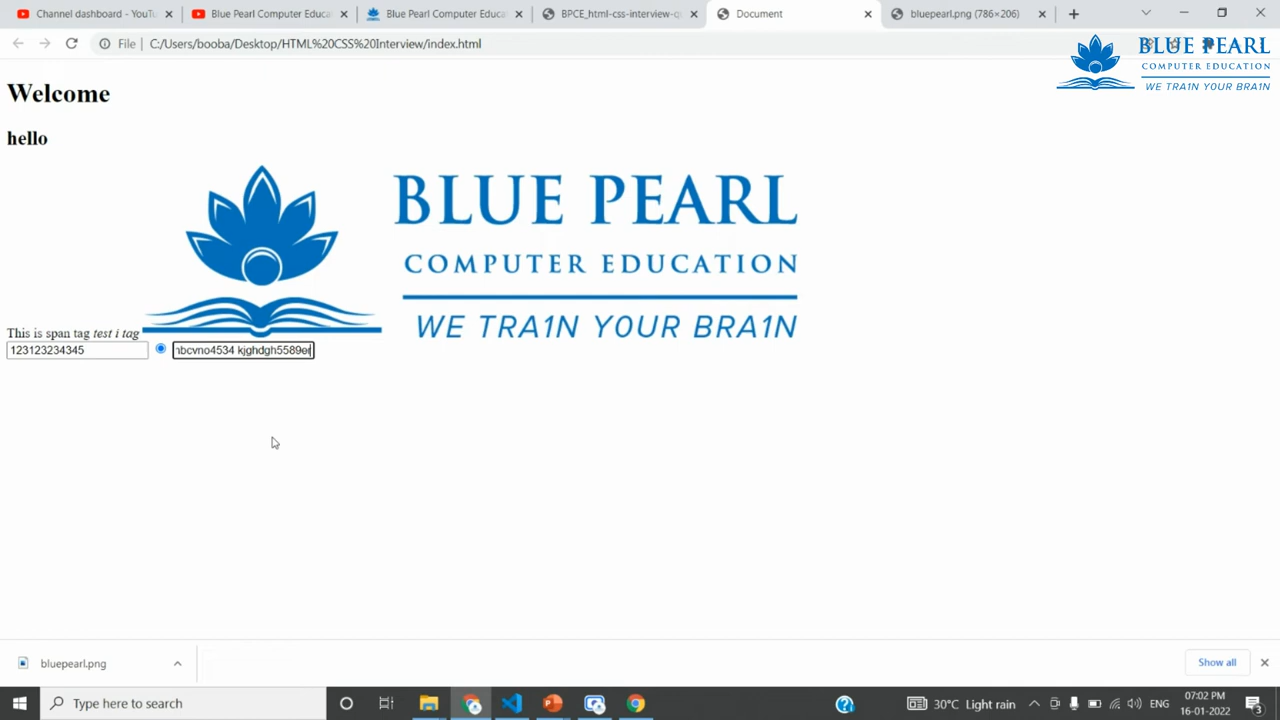 Channel dashboard - YouTu
Blue Pearl Computer Educa
Blue Pearl Computer Educa
BPCE_html-css-interview-q
Document
bluepearl.png (786×206)
File
C:/Users/booba/Desktop/HTML%20CSS%20Interview/index.html
BLUE PEARL
COMPUTER EDUCATION
WE TRA1N Y0UR BRA1N
Welcome
hello
BLUE PEARL
COMPUTER EDUCATION
WE TRA1N Y0UR BRA1N
This is span tag test i tag
123123234345
kjghdgh5589er
bluepearl.png
Show all
Type here to search
30°C Light rain
ENG
07:02 PM
16-01-2022
3